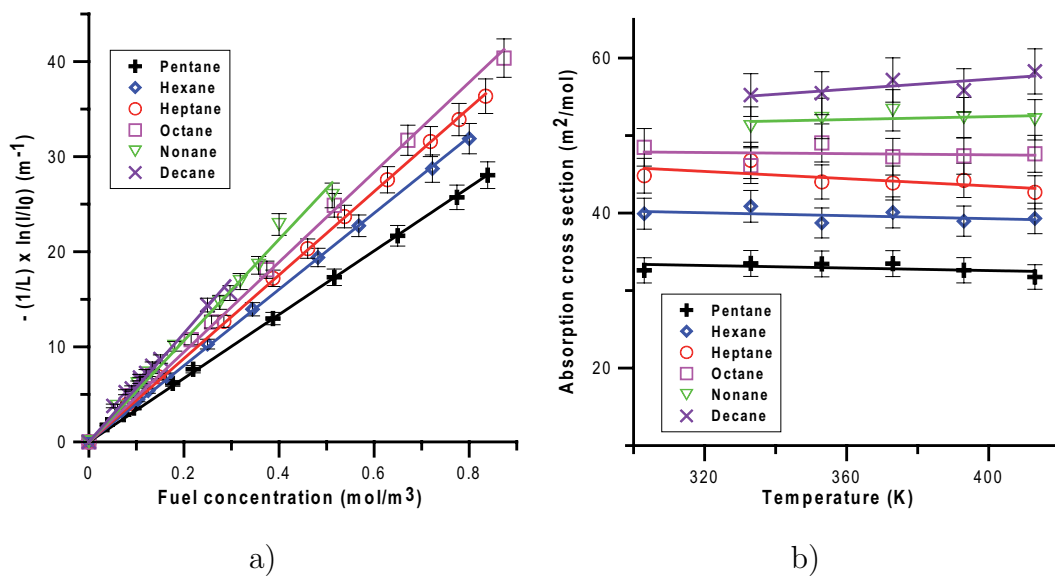 - (1/L) x ln(I/I0) (m-1)
40
30
20
10
0
Pentane
Hexane
Heptane
Octane
Nonane
Decane
0 0.2 0.4 0.6 0.8
Fuel concentration (mol/m3)
a)
Absorption cross section (m2/mol)
60
40
20
Pentane
Hexane
Heptane
Octane
Nonane
Decane
320 360 400
Temperature (K)
b)